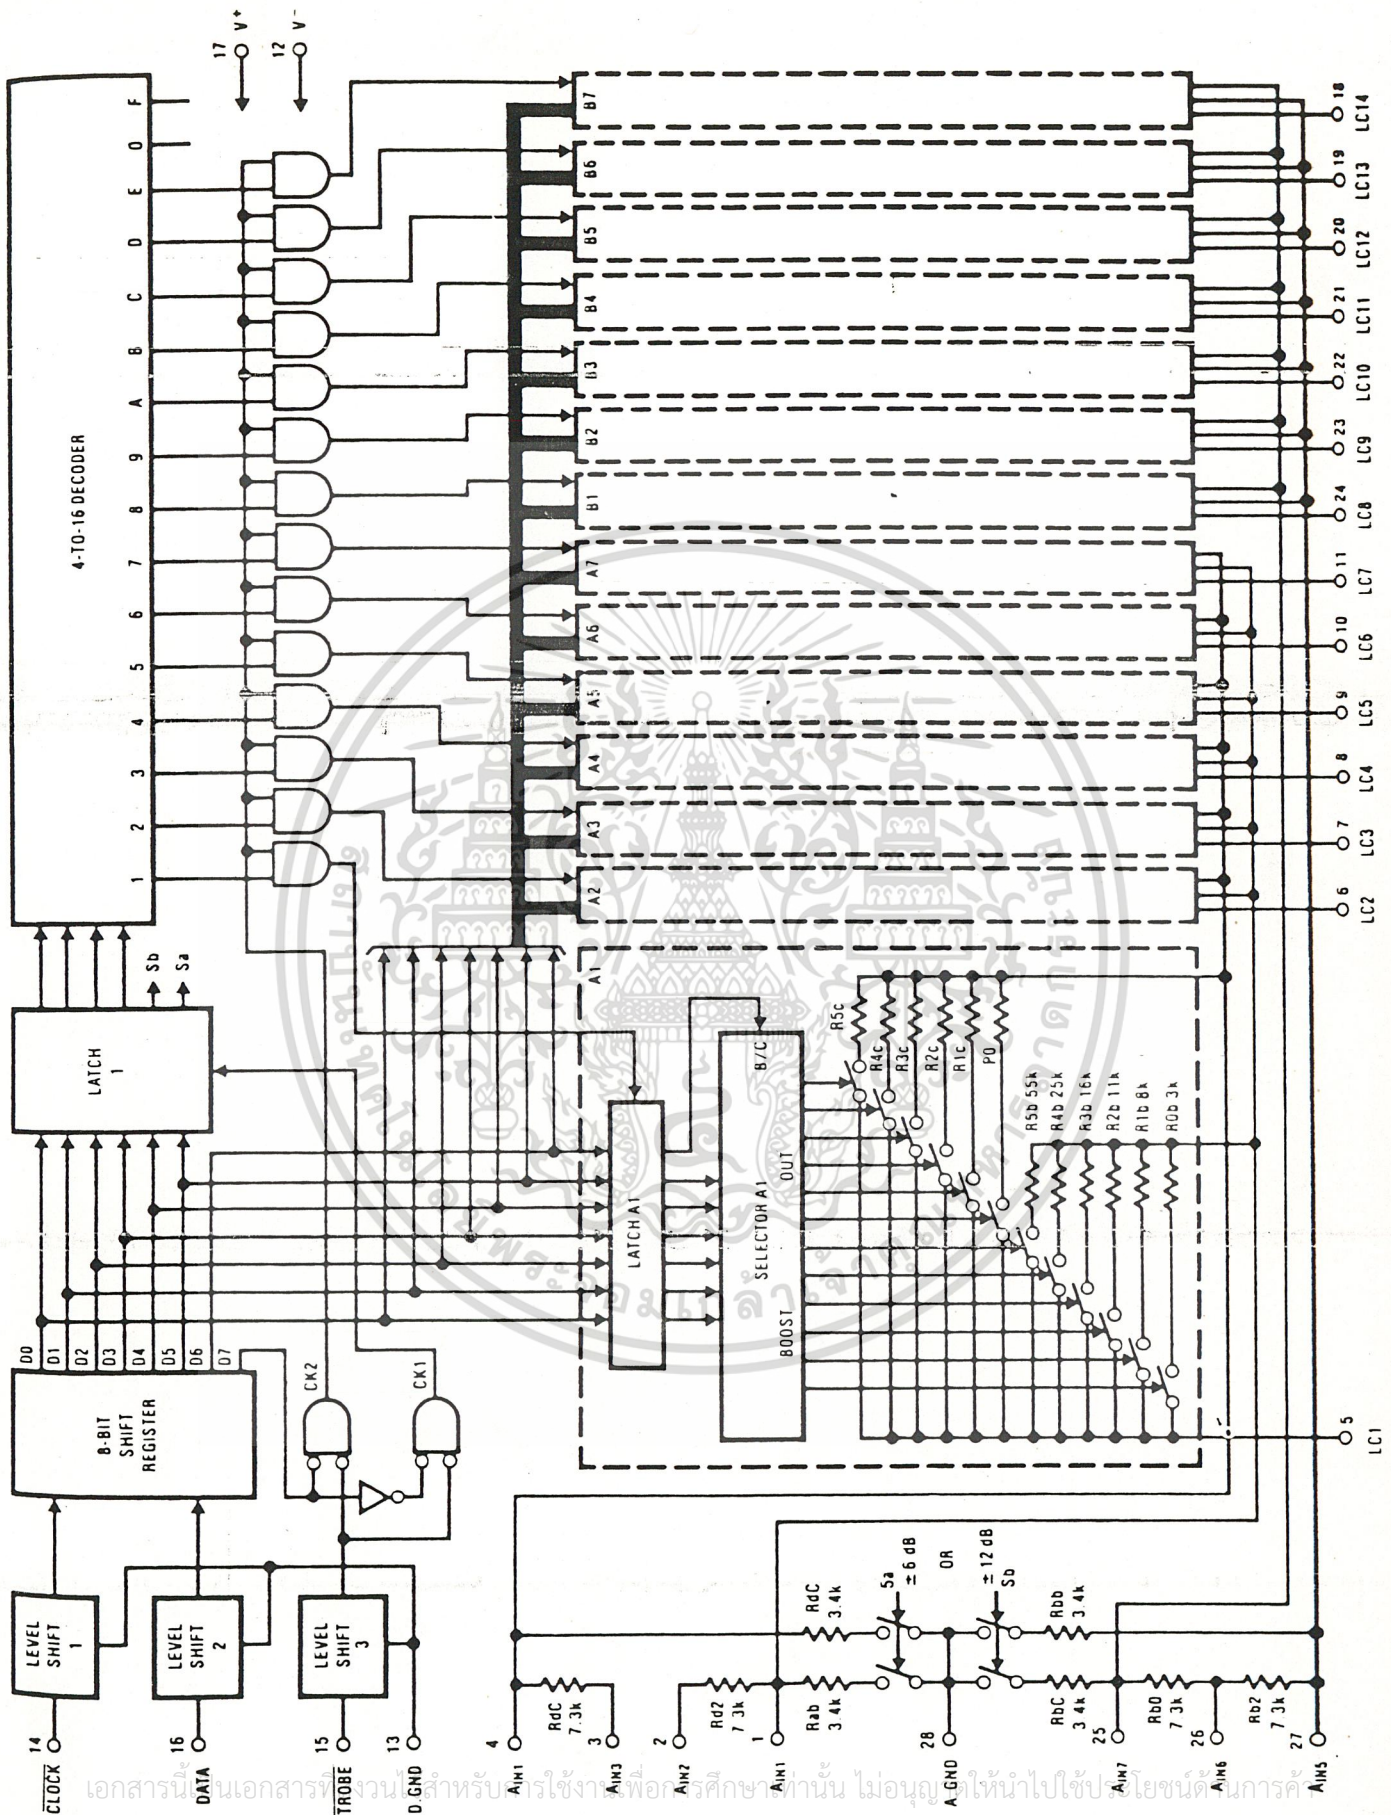 CLOCK 14
DATA 16
TROBE 15
D.GND 13
LEVEL SHIFT 1
LEVEL SHIFT 2
LEVEL SHIFT 3
8-BIT SHIFT REGISTER
D0
D1
D2
D3
D4
D5
D6
D7
CK2
CK1
LATCH 1
Sb
Sa
4-TO-16 DECODER
1 2 3 4 5 6 7 8 9 A B C D E O F
17 V+
12 V-
A1 A2 A3 A4 A5 A6 A7 B1 B2 B3 B4 B5 B6 B7
LATCH A1
SELECTOR A1
BOOST OUT
B/C
R5c
R4c
R3c
R2c
R1c
P0
R5b 55k
R4b 25k
R3b 16k
R2b 11k
R1b 8k
R0b 3k
5 LC1
6 LC2
7 LC3
8 LC4
9 LC5
10 LC6
11 LC7
24 LC8
23 LC9
22 LC10
21 LC11
20 LC12
19 LC13
18 LC14
4 AIN1
3 AIN3
2 AIN2
1 AIN1
28 A.GND
25 AIN7
26 AIN6
27 AIN5
RdC 7.3k
Rd2 7 3k
Rab 3.4k
RdC 3.4k
Sa ± 6 dB
OR
± 12 dB Sb
RbC 3 4k
Rbb 3.4k
Rb0 7 3k
Rb2 7 3k
เอกสารนี้เป็นเอกสารที่สงวนไว้สำหรับการใช้งานเพื่อการศึกษาเท่านั้น ไม่อนุญาตให้นำไปใช้ประโยชน์ด้านการค้า